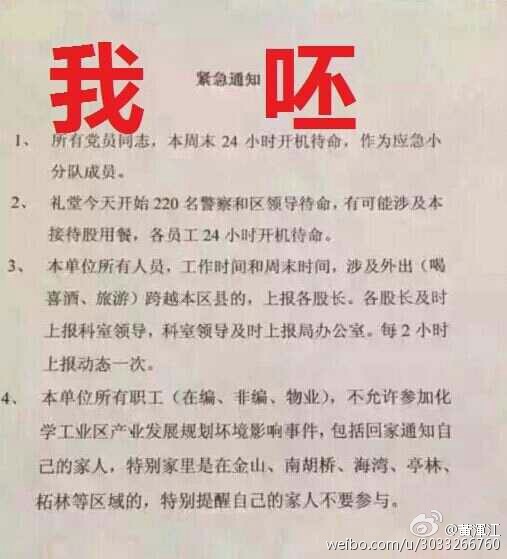 我 呸
紧急通知
1、 所有党员同志，本周末 24 小时开机待命，作为应急小
分队成员。
2、 礼堂今天开始 220 名警察和区领导待命，有可能涉及本
接待股用餐，各员工 24 小时开机待命。
3、 本单位所有人员，工作时间和周末时间，涉及外出（喝
喜酒、旅游）跨越本区县的，上报各股长。各股长及时
上报科室领导，科室领导及时上报局办公室。每 2 小时
上报动态一次。
4、 本单位所有职工（在编、非编、物业），不允许参加化
学工业区产业发展规划坏境影响事件，包括回家通知自
己的家人，特别家里是在金山、南胡桥、海湾、亭林、
柘林等区域的，特别提醒自己的家人不要参与。
@黄渾江
weibo.com/u/3033266760